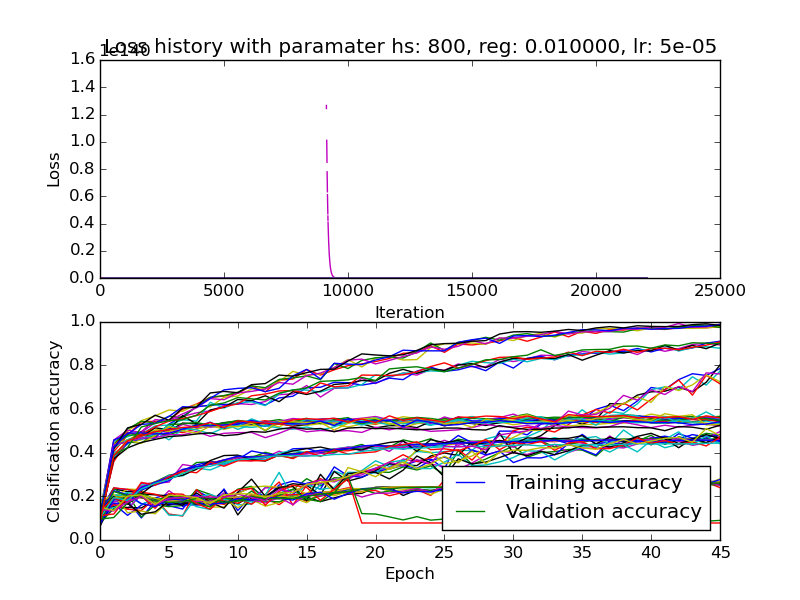 Loss history with paramater hs: 800, reg: 0.010000, lr: 5e-05
1e140
1.6
1.4
1.2
1.0
0.8
0.6
0.4
0.2
0.0
Loss
0 5000 10000 15000 20000 25000
Iteration
1.0
0.8
0.6
0.4
0.2
0.0
Clasification accuracy
Training accuracy
Validation accuracy
0 5 10 15 20 25 30 35 40 45
Epoch